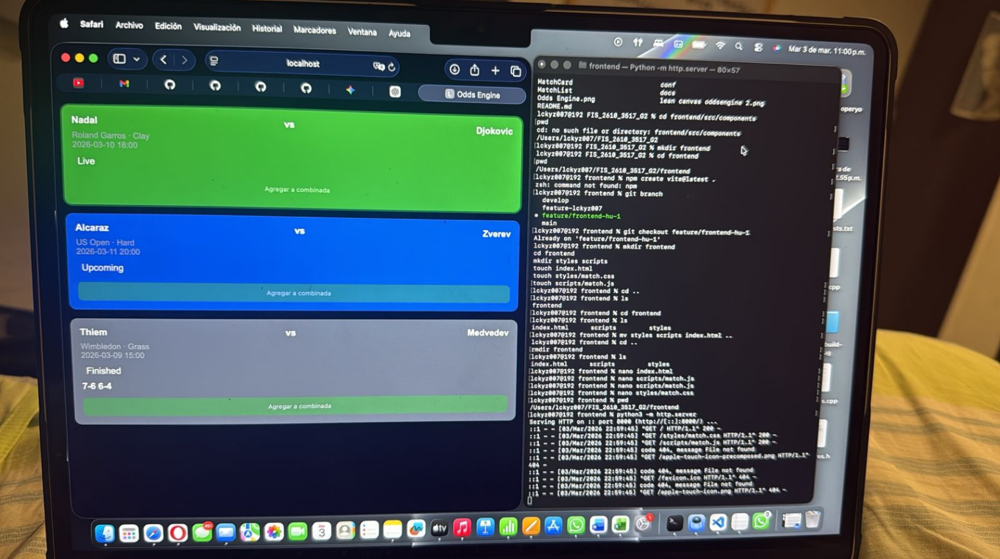 Safari Archivo Edición Visualización Historial Marcadores Ventana Ayuda
Mar 3 de mar. 11:00 p.m.
localhost
Odds Engine
Nadal
vs
Djokovic
Roland Garros · Clay
2026-03-10 18:00
Live
Agregar a combinada
Alcaraz
vs
Zverev
US Open · Hard
2026-03-11 20:00
Upcoming
Agregar a combinada
Thiem
vs
Medvedev
Wimbledon · Grass
2026-03-09 15:00
Finished
7-6 6-4
Agregar a combinada
frontend — Python -m http.server — 80×57
MatchCard conf
MatchList docs
Odds Engine.png lean canvas oddsengine 2.png
README.md
lckyz007@192 FIS_2610_3517_G2 % cd frontend/src/components
[pwd
cd: no such file or directory: frontend/src/components
/Users/lckyz007/FIS_2610_3517_G2
[lckyz007@192 FIS_2610_3517_G2 % mkdir frontend
lckyz007@192 FIS_2610_3517_G2 % cd frontend
[pwd
/Users/lckyz007/FIS_2610_3517_G2/frontend
[lckyz007@192 frontend % npm create vite@latest .
zsh: command not found: npm
[lckyz007@192 frontend % git branch
develop
feature-lckyz007
* feature/frontend-hu-1
main
[lckyz007@192 frontend % git checkout feature/frontend-hu-1
Already on 'feature/frontend-hu-1'
lckyz007@192 frontend % mkdir frontend
cd frontend
mkdir styles scripts
touch index.html
touch styles/match.css
[touch scripts/match.js
[lckyz007@192 frontend % cd ..
[lckyz007@192 frontend % ls
frontend
[lckyz007@192 frontend % cd frontend
[lckyz007@192 frontend % ls
index.html scripts styles
[lckyz007@192 frontend % mv styles scripts index.html ..
lckyz007@192 frontend % cd ..
[rmdir frontend
[lckyz007@192 frontend % ls
index.html scripts styles
[lckyz007@192 frontend % nano index.html
[lckyz007@192 frontend % nano scripts/match.js
[lckyz007@192 frontend % nano scripts/match.js
[lckyz007@192 frontend % nano styles/match.css
[lckyz007@192 frontend % pwd
/Users/lckyz007/FIS_2610_3517_G2/frontend
[lckyz007@192 frontend % python3 -m http.server
Serving HTTP on :: port 8000 (http://[::]:8000/) ...
::1 - - [03/Mar/2026 22:59:45] "GET / HTTP/1.1" 200 -
::1 - - [03/Mar/2026 22:59:45] "GET /styles/match.css HTTP/1.1" 200 -
::1 - - [03/Mar/2026 22:59:45] "GET /scripts/match.js HTTP/1.1" 200 -
::1 - - [03/Mar/2026 22:59:45] code 404, message File not found
::1 - - [03/Mar/2026 22:59:45] "GET /apple-touch-icon-precomposed.png HTTP/1.1"
404 -
::1 - - [03/Mar/2026 22:59:45] code 404, message File not found
::1 - - [03/Mar/2026 22:59:45] "GET /favicon.ico HTTP/1.1" 404 -
::1 - - [03/Mar/2026 22:59:45] code 404, message File not found
::1 - - [03/Mar/2026 22:59:45] "GET /apple-touch-icon.png HTTP/1.1" 404 -
operyo
a de
2.55p.m.
sts.txt
cpp
build-
s.cpp
es.h
3
tv